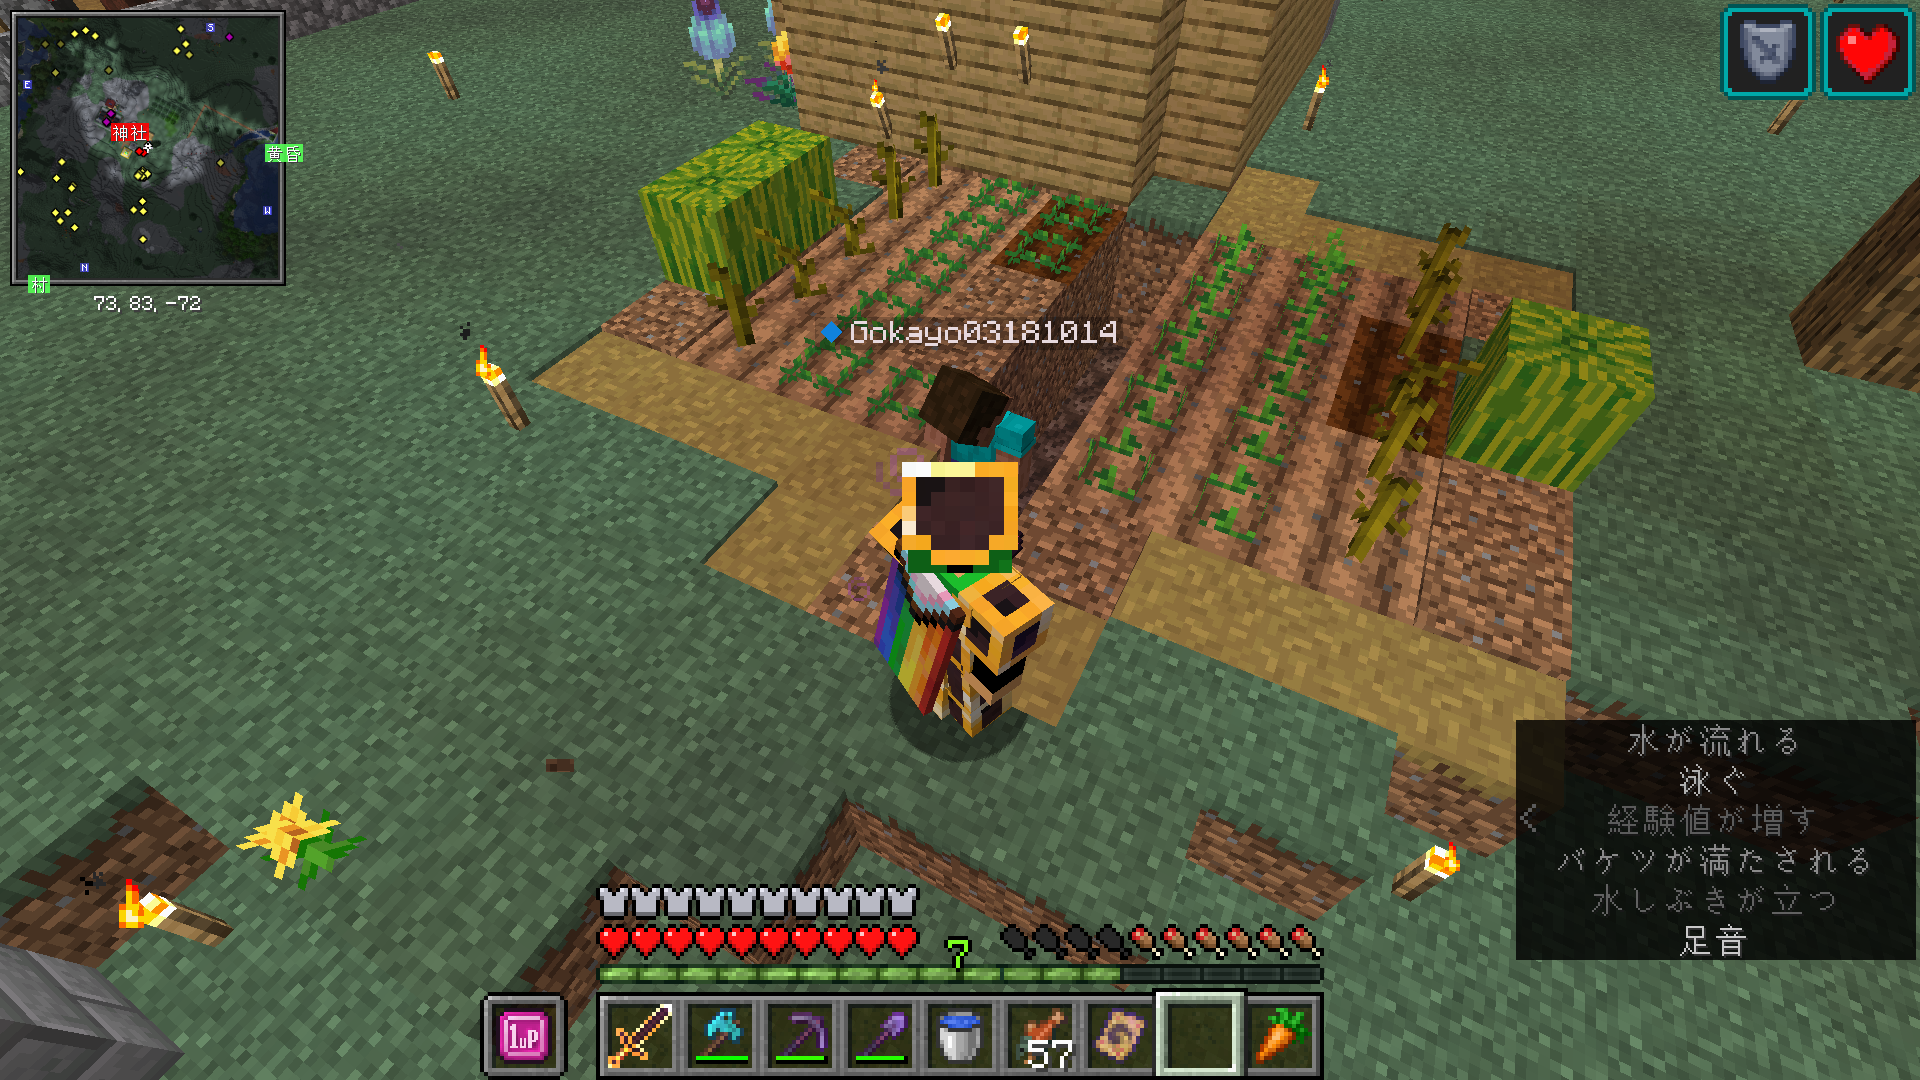 S
E
神社
黄昏
W
N
村
73, 83, -72
Gokayo03181014
水が流れる
泳ぐ
<
経験値が増す
バケツが満たされる
水しぶきが立つ
足音
7
1uP
57